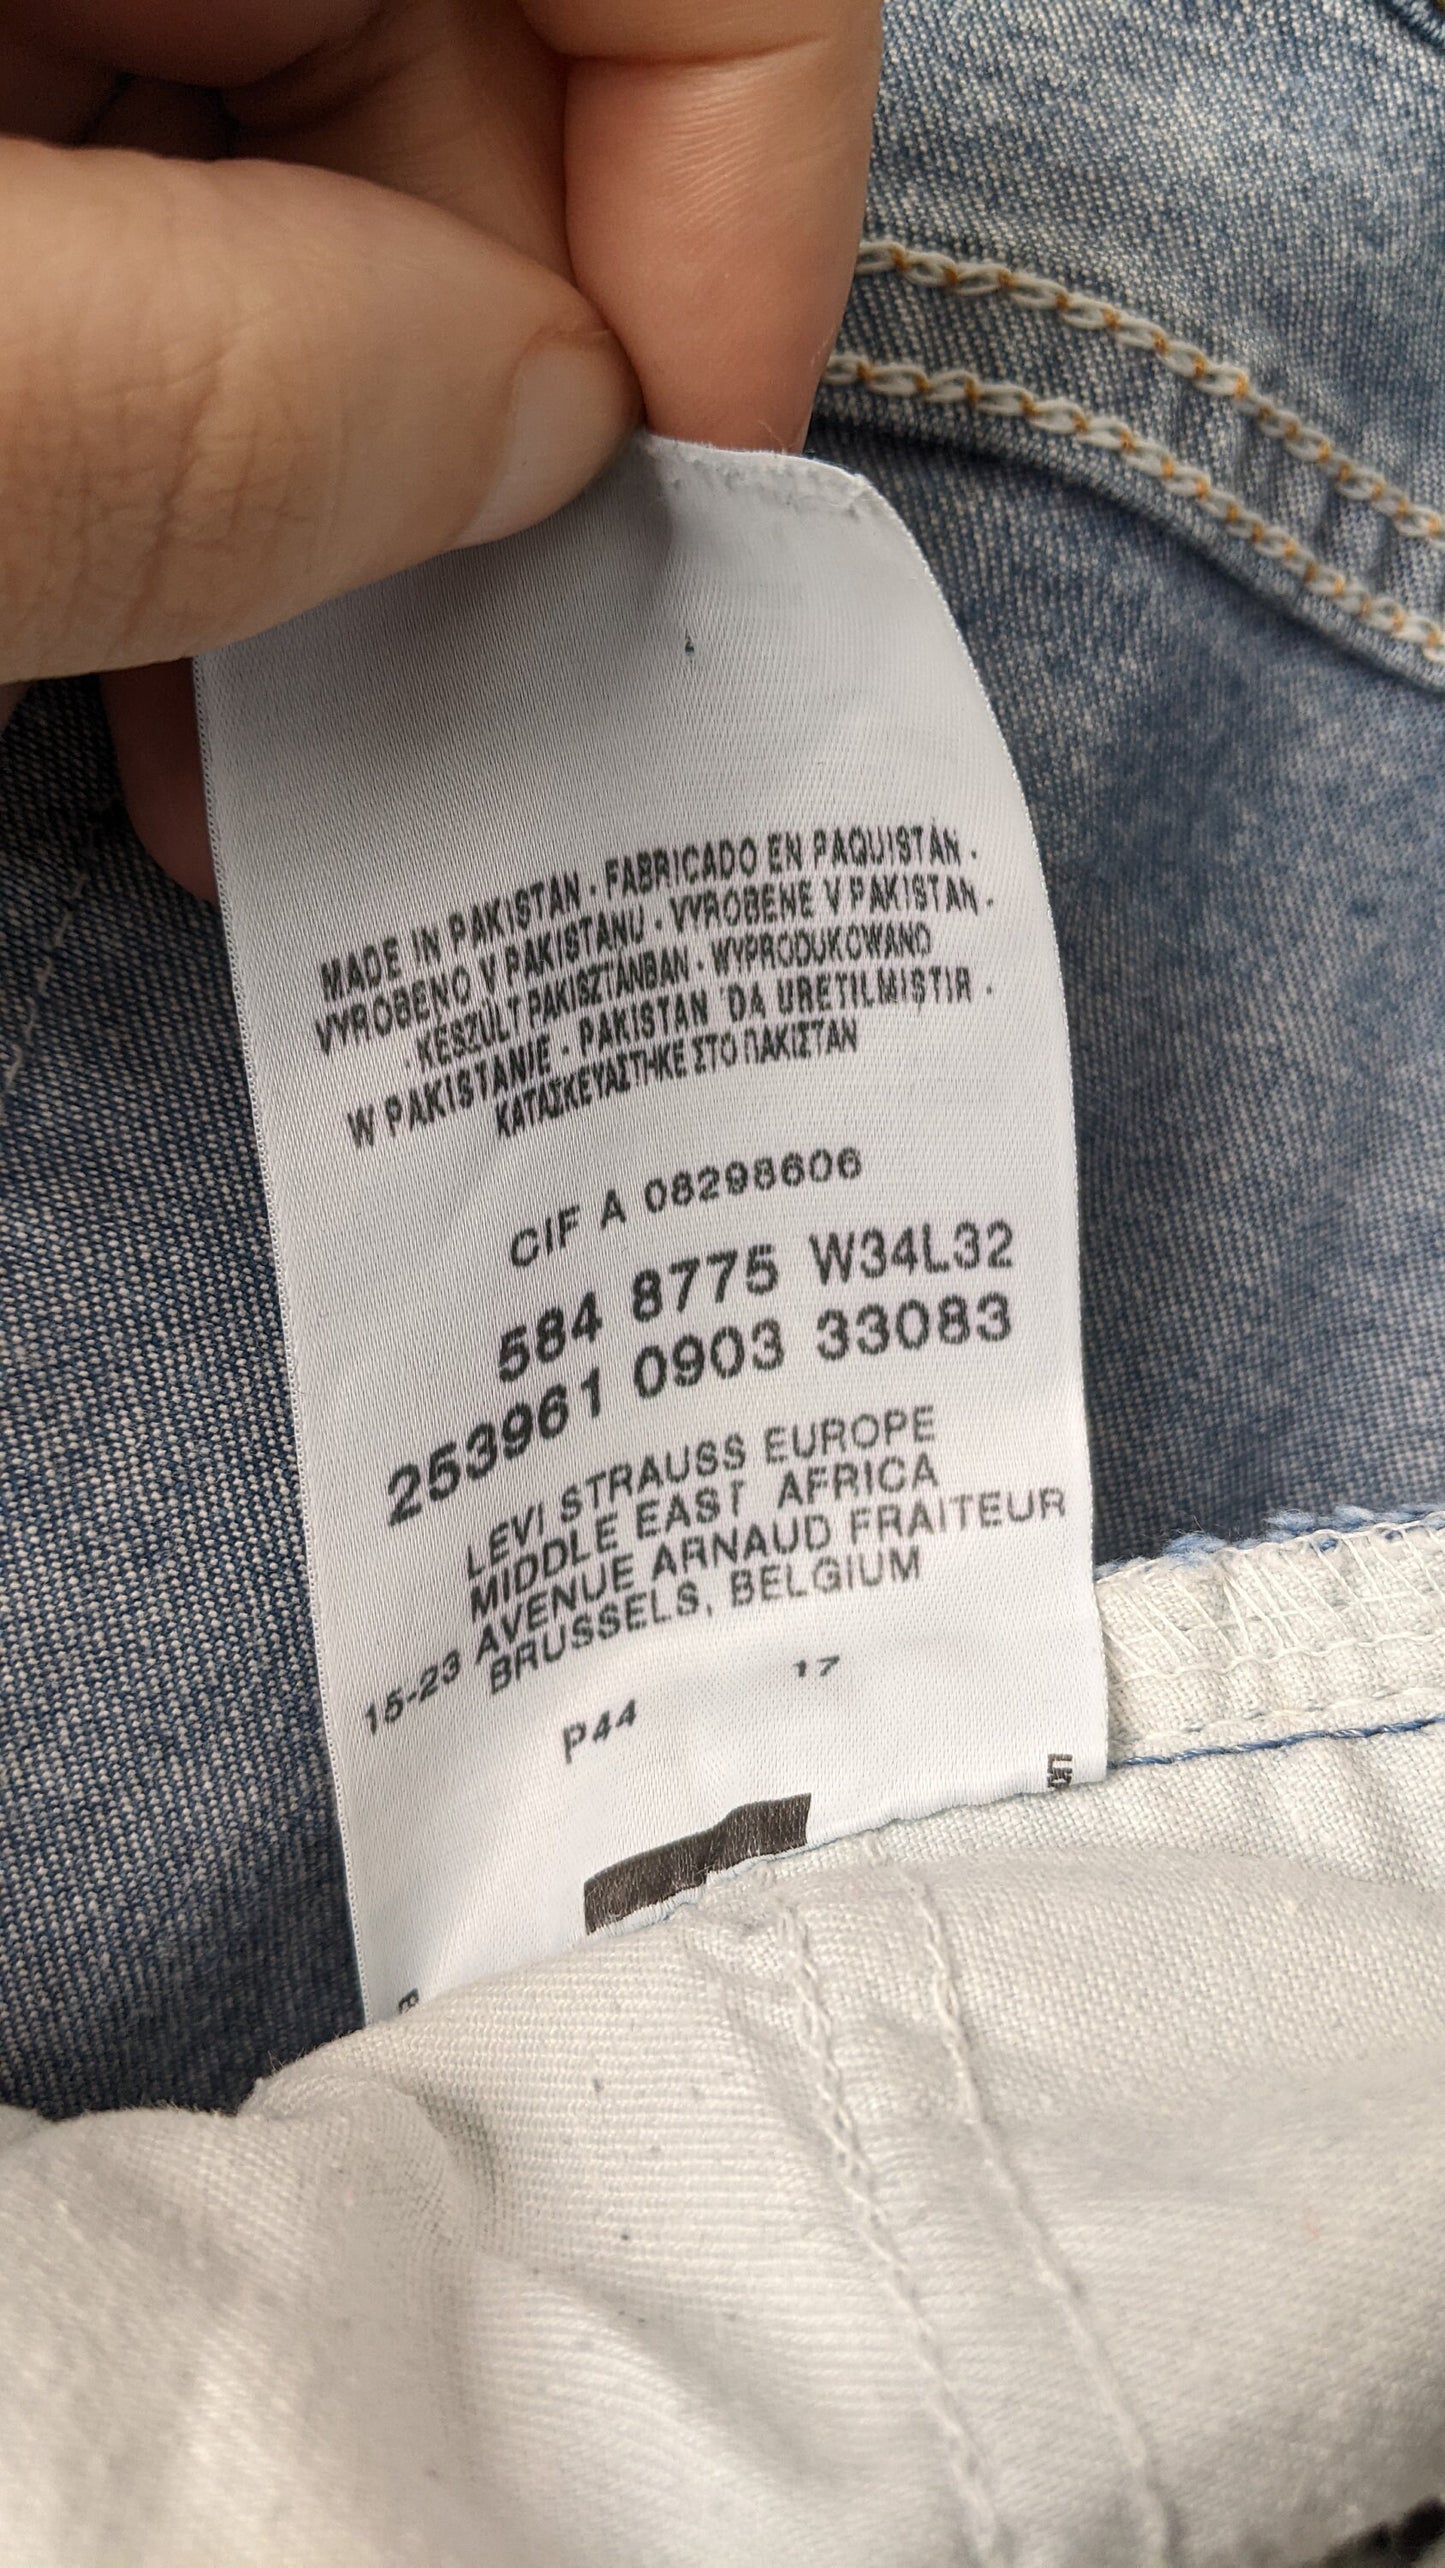 MADE IN PAKISTAN · FABRICADO EN PAQUISTÁN ·
VYROBENO V PAKISTANU · VYROBENE V PAKISTAN ·
· KESZÜLT PAKISZTANBAN · WYPRODUKOWANO
W PAKISTANIE · PAKISTAN 'DA URETILMISTIR ·
ΚΑΤΑΣΚΕΥΑΣΤΗΚΕ ΣΤΟ ΠΑΚΙΣΤΑΝ
CIF A 08298606
584 8775 W34L32
253961 0903 33083
LEVI STRAUSS EUROPE
MIDDLE EAST AFRICA
15-23 AVENUE ARNAUD FRAITEUR
BRUSSELS, BELGIUM
P44 17